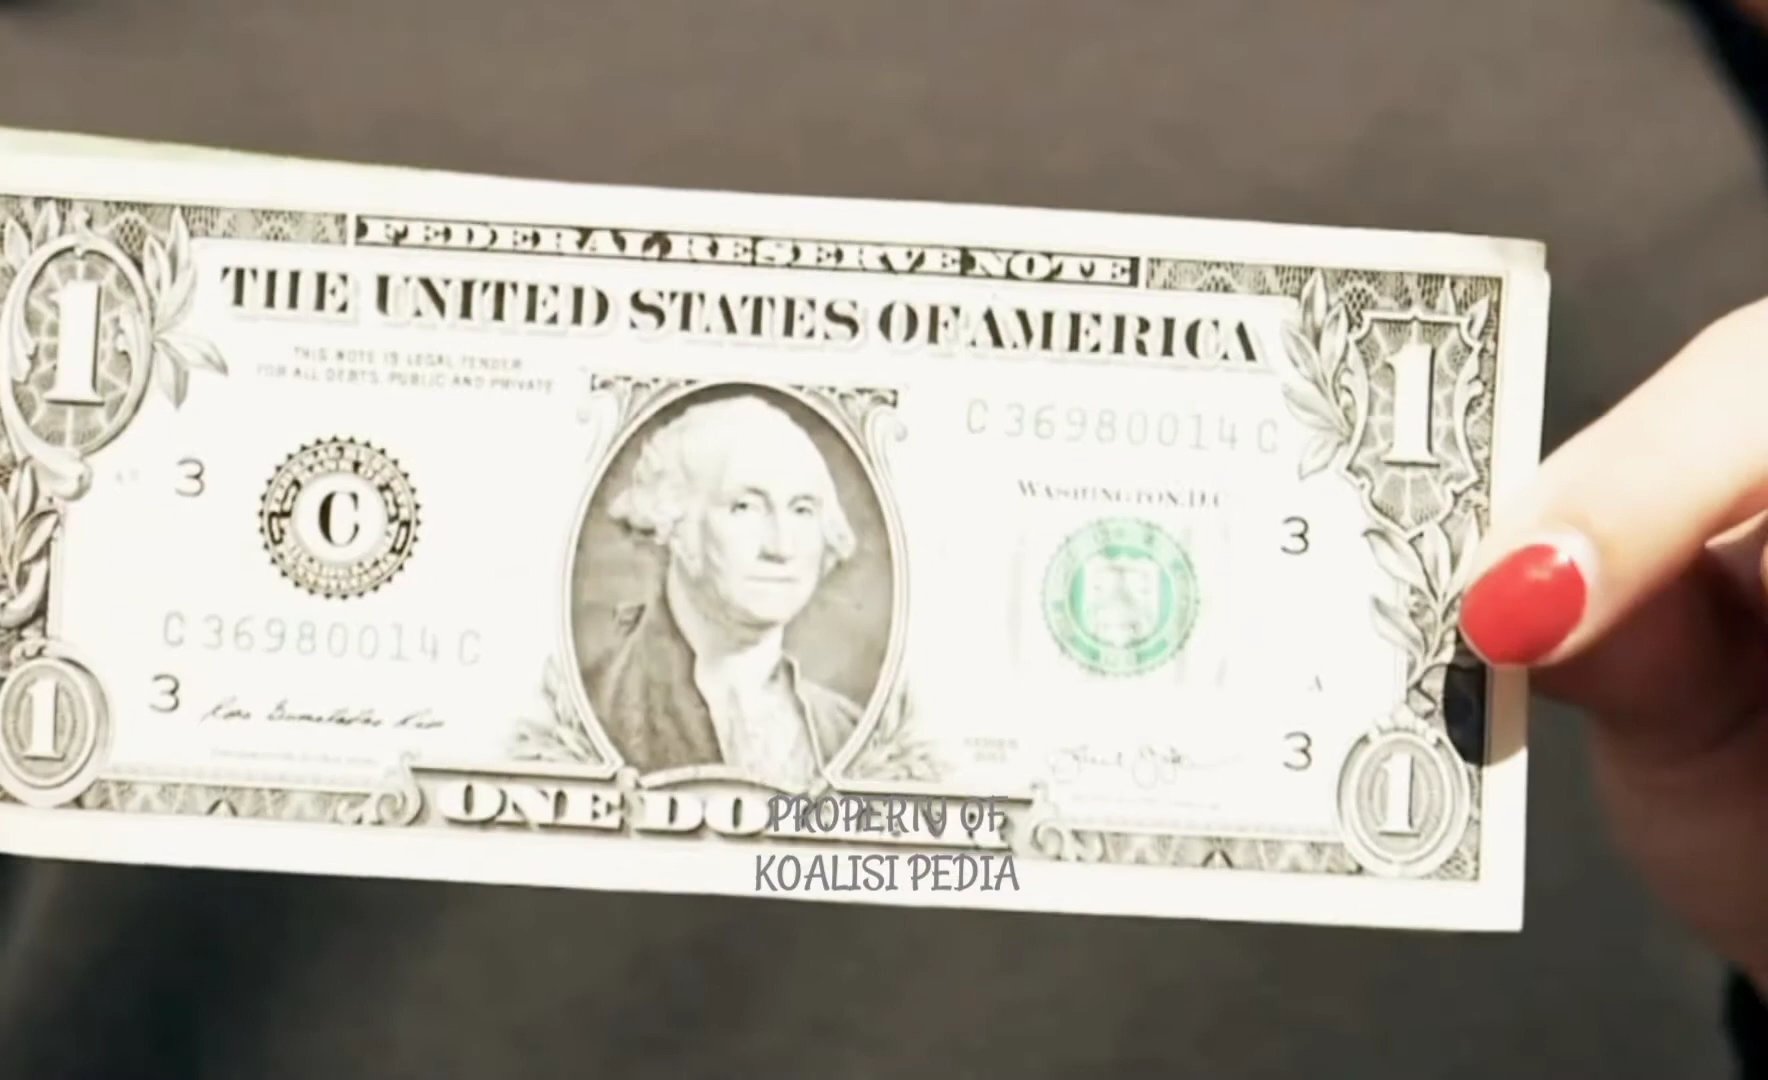 FEDERAL RESERVE NOTE
THE UNITED STATES OF AMERICA
THIS NOTE IS LEGAL TENDER
FOR ALL DEBTS, PUBLIC AND PRIVATE
1
1
C 36980014 C
WASHINGTON, D.C.
3
C
3
C 36980014 C
3
A
3
1
1
ONE DO
PROPERTY OF
KOALISI PEDIA